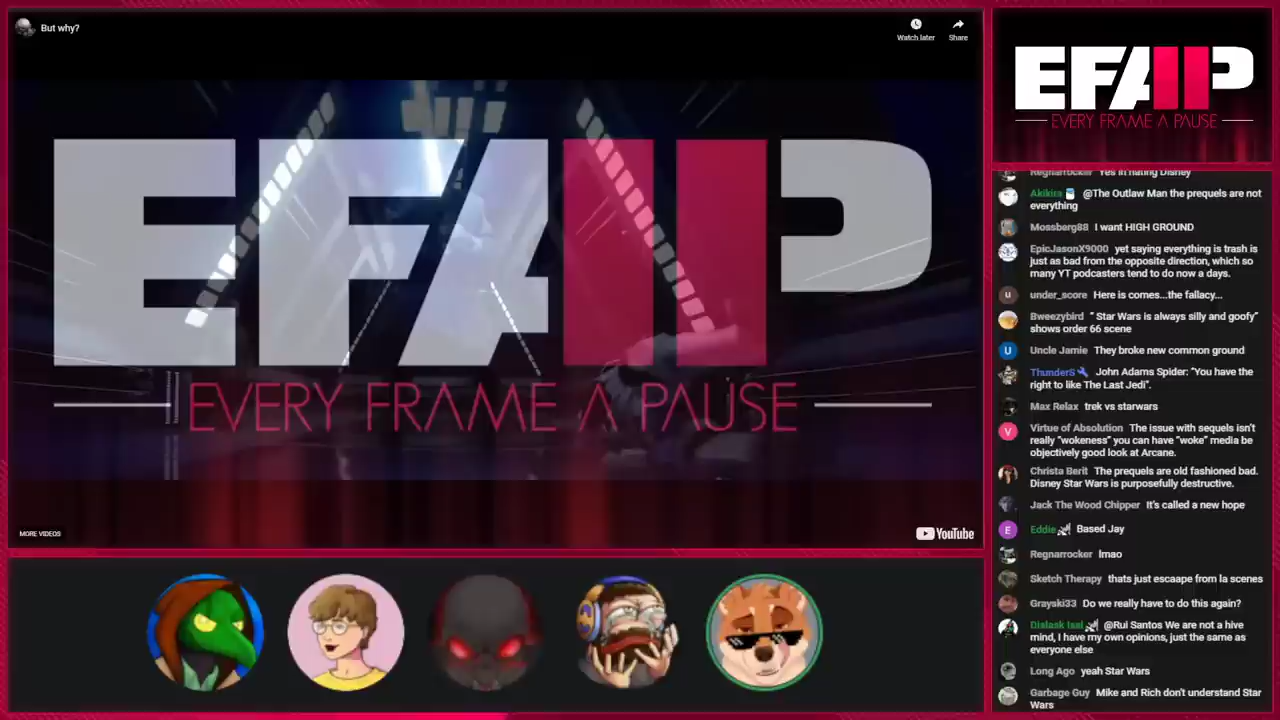 But why?
Watch later
Share
EFAP
EVERY FRAME A PAUSE
MORE VIDEOS
YouTube
EFAP
EVERY FRAME A PAUSE
Regnarrocker Yes in hating Disney
Akikira @The Outlaw Man the prequels are not
everything
Mossberg88 I want HIGH GROUND
EpicJasonX9000 yet saying everything is trash is
just as bad from the opposite direction, which so
many YT podcasters tend to do now a days.
u
under_score Here is comes...the fallacy...
Bweezybird " Star Wars is always silly and goofy"
shows order 66 scene
U
Uncle Jamie They broke new common ground
ThunderS John Adams Spider: "You have the
right to like The Last Jedi".
Max Relax trek vs starwars
V
Virtue of Absolution The issue with sequels isn't
really "wokeness" you can have "woke" media be
objectively good look at Arcane.
Christa Berit The prequels are old fashioned bad.
Disney Star Wars is purposefully destructive.
Jack The Wood Chipper It's called a new hope
E
Eddie Based Jay
Regnarrocker lmao
Sketch Therapy thats just escaape from la scenes
Grayski33 Do we really have to do this again?
@Rui Santos We are not a hive
mind, I have my own opinions, just the same as
everyone else
Long Ago yeah Star Wars
Garbage Guy Mike and Rich don't understand Star
Wars